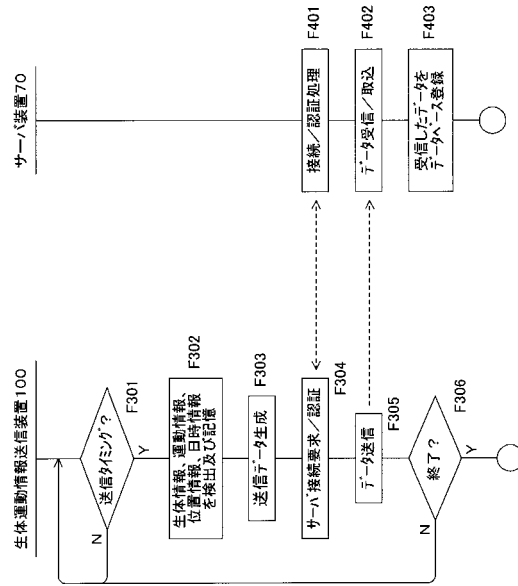 生体運動情報送信装置100
送信タイミング?
F301
N
Y
生体情報、運動情報、
位置情報、日時情報
を検出及び記憶
F302
送信データ生成
F303
サーバ接続要求/認証
F304
データ送信
F305
終了?
F306
N
Y
サーバ装置70
接続/認証処理
F401
データ受信/取込
F402
受信したデータを
データベース登録
F403